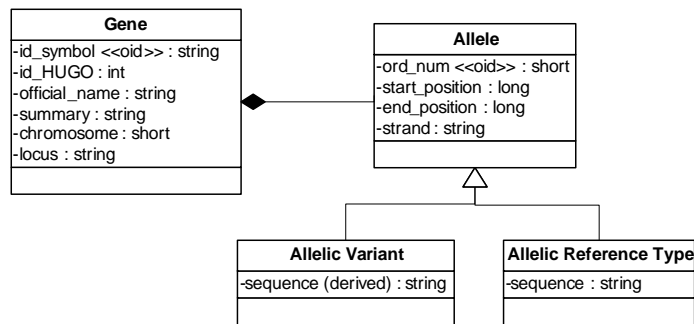 Gene
-id_symbol <<oid>> : string
-id_HUGO : int
-official_name : string
-summary : string
-chromosome : short
-locus : string
Allele
-ord_num <<oid>> : short
-start_position : long
-end_position : long
-strand : string
Allelic Variant
-sequence (derived) : string
Allelic Reference Type
-sequence : string